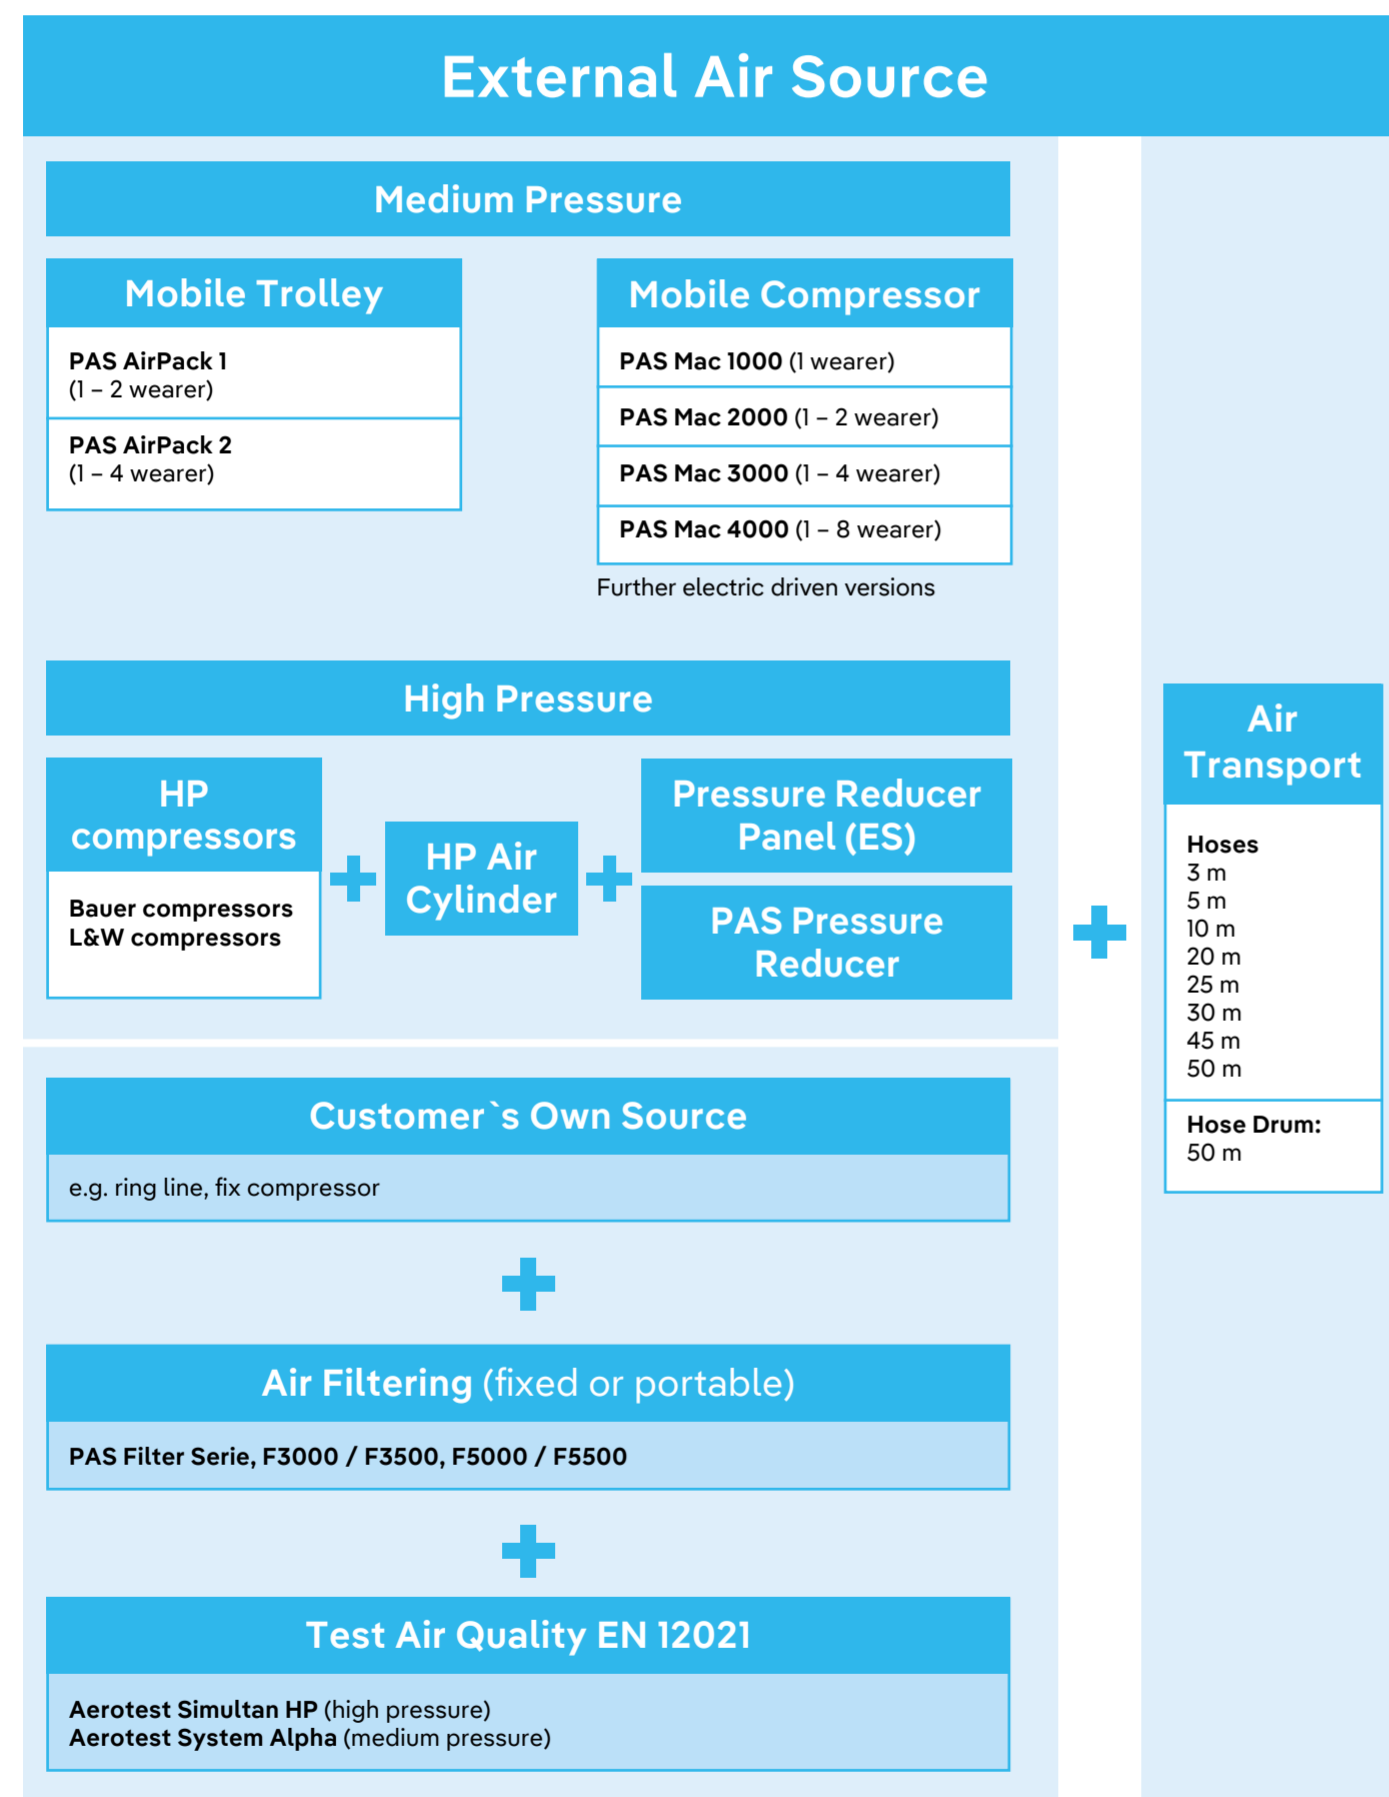 External Air Source
Medium Pressure
Mobile Trolley
PAS AirPack 1
(1 – 2 wearer)
PAS AirPack 2
(1 – 4 wearer)
Mobile Compressor
PAS Mac 1000 (1 wearer)
PAS Mac 2000 (1 – 2 wearer)
PAS Mac 3000 (1 – 4 wearer)
PAS Mac 4000 (1 – 8 wearer)
Further electric driven versions
High Pressure
HP
compressors
Bauer compressors
L&W compressors
HP Air
Cylinder
Pressure Reducer
Panel (ES)
PAS Pressure
Reducer
Customer`s Own Source
e.g. ring line, fix compressor
Air Filtering (fixed or portable)
PAS Filter Serie, F3000 / F3500, F5000 / F5500
Test Air Quality EN 12021
Aerotest Simultan HP (high pressure)
Aerotest System Alpha (medium pressure)
Air
Transport
Hoses
3 m
5 m
10 m
20 m
25 m
30 m
45 m
50 m
Hose Drum:
50 m